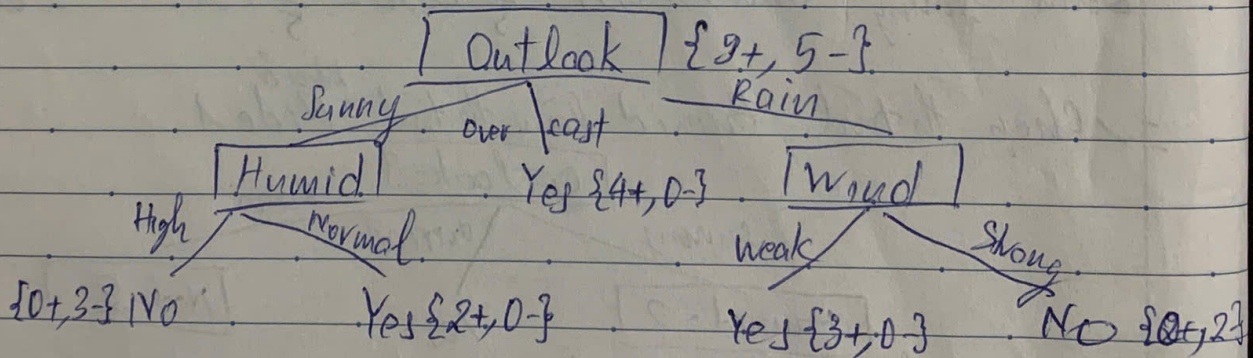 Outlook {9+, 5-}
Sunny Over cast Rain
Humid Yes {4+, 0-} Wind
High Normal Weak Strong
{0+, 3-} No Yes {2+, 0-} Yes {3+, 0-} No {0+, 2}